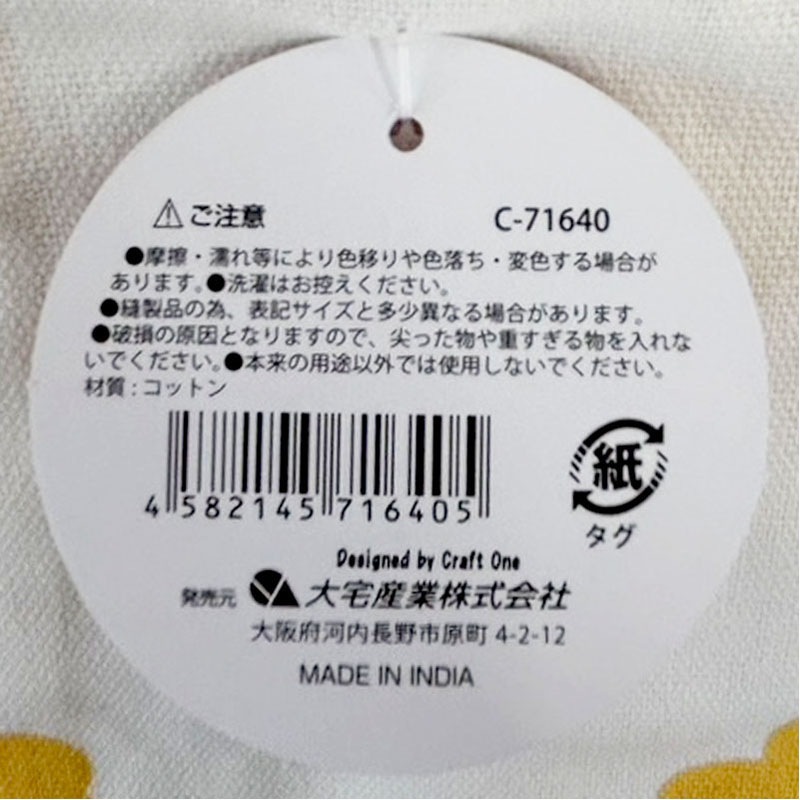 ⚠ご注意 C-71640
●摩擦・濡れ等により色移りや色落ち・変色する場合が
あります。●洗濯はお控えください。
●縫製品の為、表記サイズと多少異なる場合があります。
●破損の原因となりますので、尖った物や重すぎる物を入れな
いでください。●本来の用途以外では使用しないでください。
材質:コットン
4 582145 716405
紙
タグ
Designed by Craft One
発売元 大宅産業株式会社
大阪府河内長野市原町 4-2-12
MADE IN INDIA